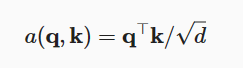 a(𝐪, 𝐤) = 𝐪⊤𝐤/√d